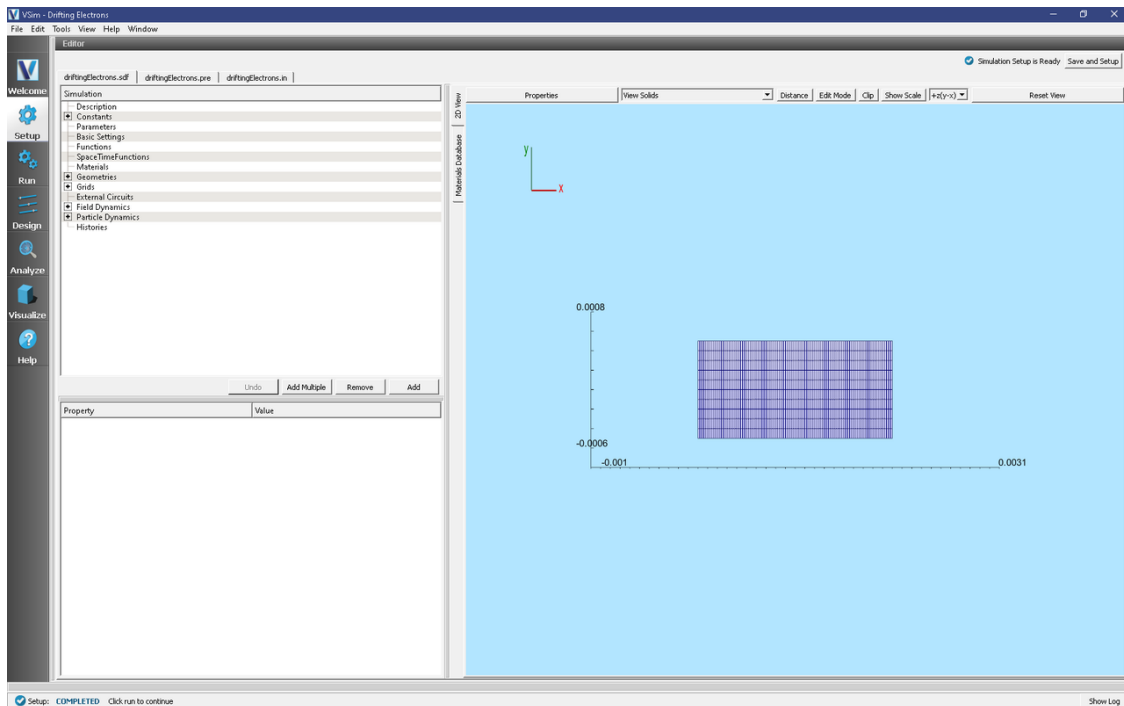 VSim - Drifting Electrons
File Edit Tools View Help Window
Editor
Simulation Setup is Ready Save and Setup
driftingElectrons.sdf driftingElectrons.pre driftingElectrons.in
Welcome
Setup
Run
Design
Analyze
Visualize
Help
Simulation
Description
Constants
Parameters
Basic Settings
Functions
SpaceTimeFunctions
Materials
Geometries
Grids
External Circuits
Field Dynamics
Particle Dynamics
Histories
Undo Add Multiple Remove Add
Property Value
2D View
Materials Database
Properties View Solids Distance Edit Mode Clip Show Scale +z(y-x) Reset View
y
x
0.0008
-0.0006
-0.001 0.0031
Setup: COMPLETED Click run to continue Show Log